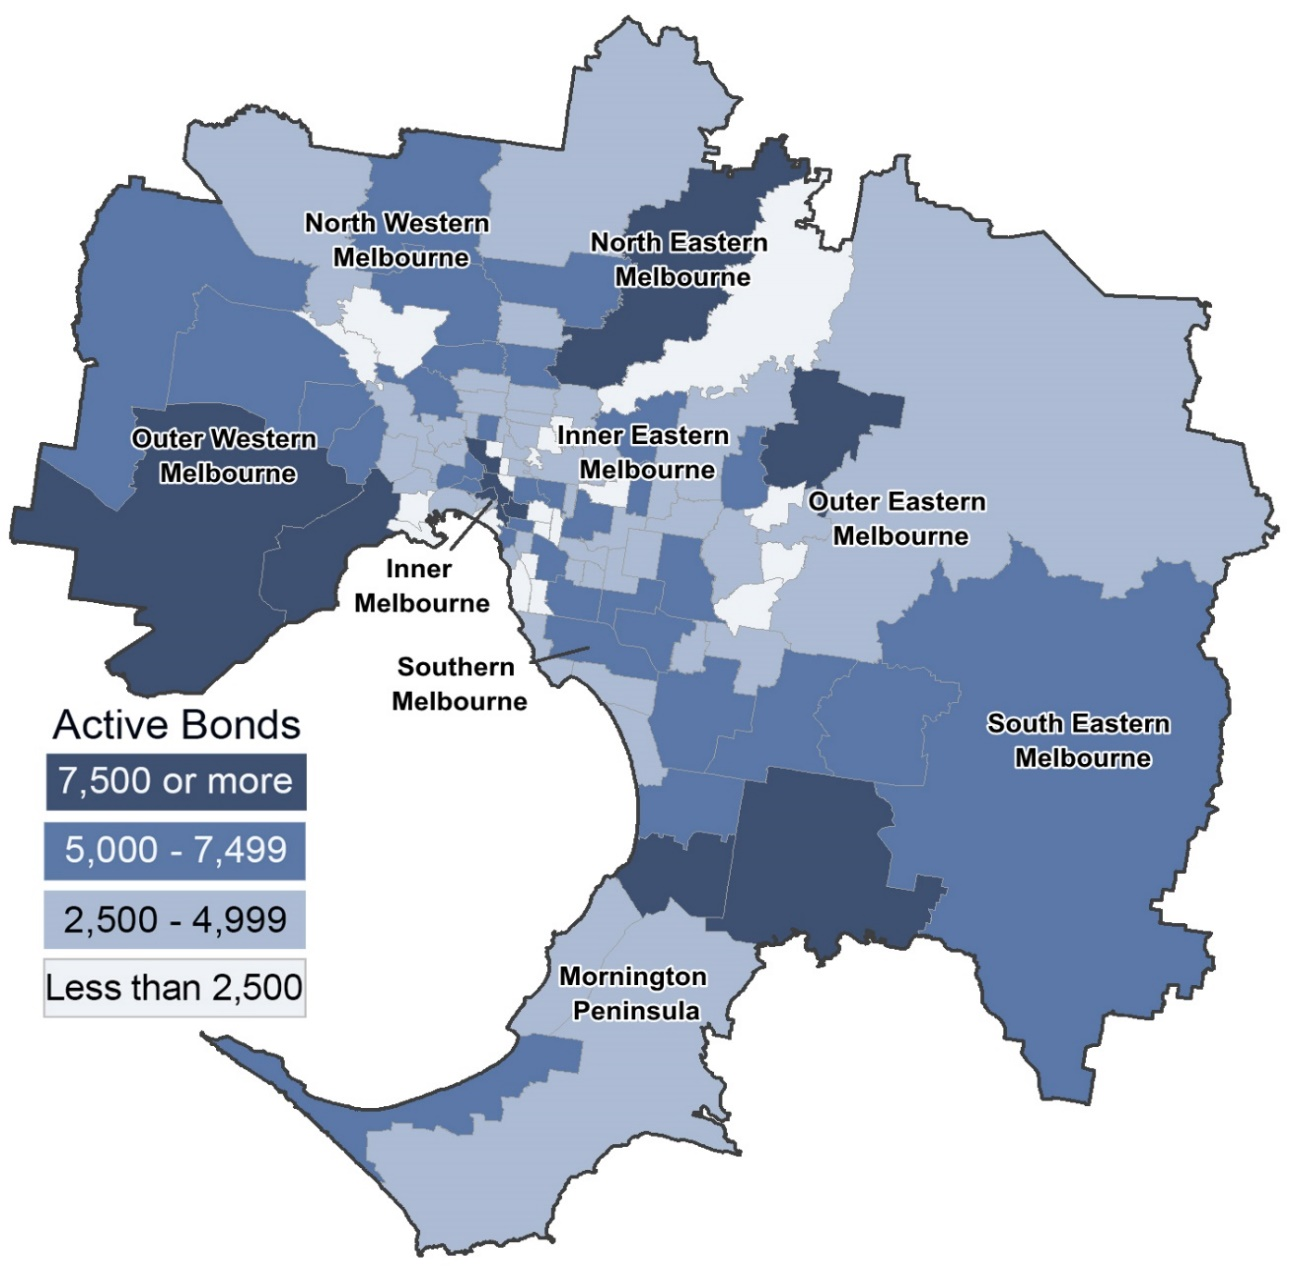 North Western
Melbourne
North Eastern
Melbourne
Outer Western
Melbourne
Inner Eastern
Melbourne
Outer Eastern
Melbourne
Inner
Melbourne
Southern
Melbourne
South Eastern
Melbourne
Active Bonds
7,500 or more
5,000 - 7,499
2,500 - 4,999
Less than 2,500
Mornington
Peninsula